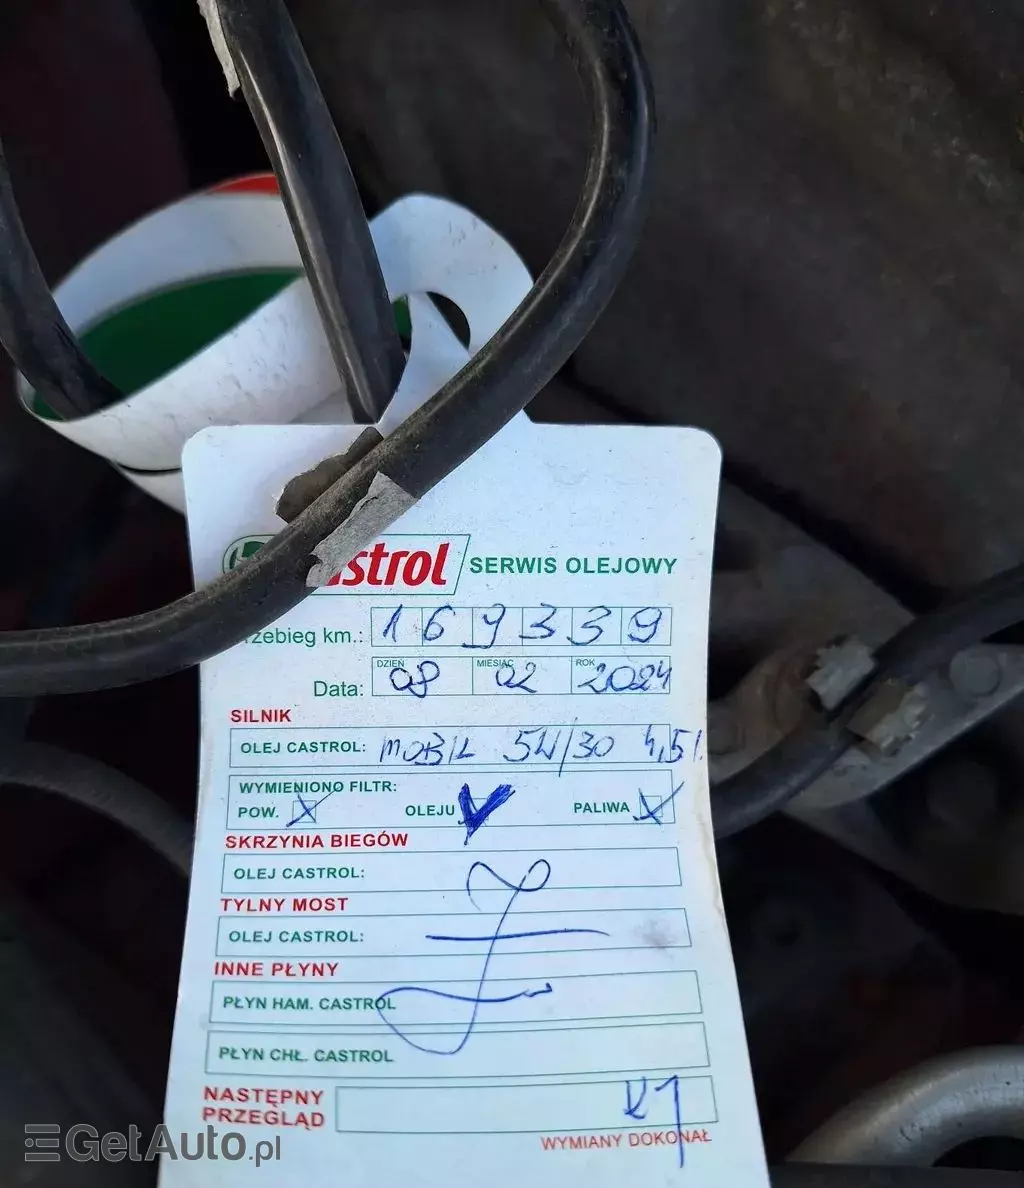 Castrol SERWIS OLEJOWY
Przebieg km.: 169339
DZIEŃ MIESIĄC ROK
Data: 08 02 2024
SILNIK
OLEJ CASTROL: MOBIL 5W/30 4,5l.
WYMIENIONO FILTR:
POW. OLEJU PALIWA
SKRZYNIA BIEGÓW
OLEJ CASTROL:
TYLNY MOST
OLEJ CASTROL:
INNE PŁYNY
PŁYN HAM. CASTROL
PŁYN CHŁ. CASTROL
NASTĘPNY
PRZEGLĄD
WYMIANY DOKONAŁ
GetAuto.pl